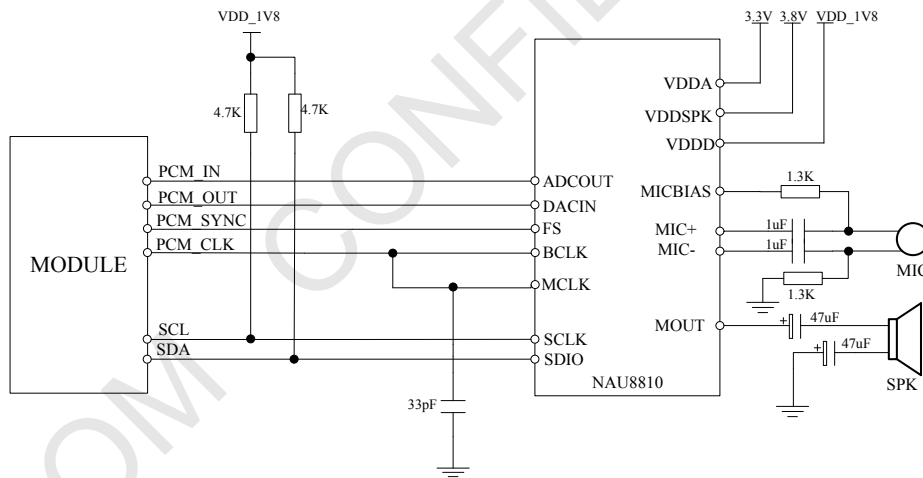 COM CONFIDE
VDD_1V8
3.3V 3.8V VDD_1V8
4.7K 4.7K
VDDA
VDDSPK
VDDD
MODULE
PCM_IN
PCM_OUT
PCM_SYNC
PCM_CLK
SCL
SDA
ADCOUT
DACIN
FS
BCLK
MCLK
SCLK
SDIO
NAU8810
MICBIAS
MIC+
MIC-
MOUT
1.3K
1uF
1uF
MIC
1.3K
+ 47uF
+ 47uF
SPK
33pF